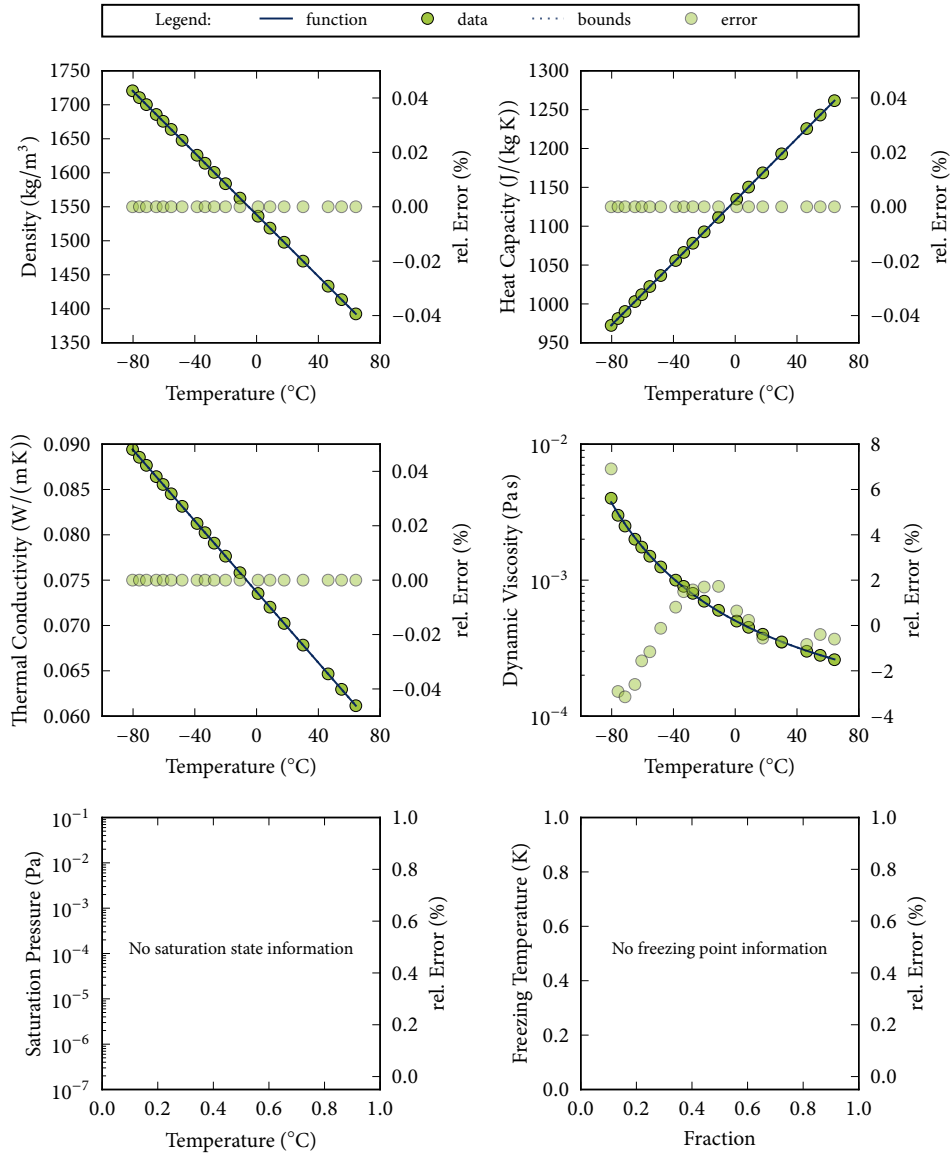 Legend: function data bounds error
1750
1700
1650
1600
1550
1500
1450
1400
1350
Density (kg/m³)
0.04
0.02
0.00
−0.02
−0.04
rel. Error (%)
−80 −40 0 40 80
Temperature (°C)
1300
1250
1200
1150
1100
1050
1000
950
Heat Capacity (J/(kg K))
0.04
0.02
0.00
−0.02
−0.04
rel. Error (%)
−80 −40 0 40 80
Temperature (°C)
0.090
0.085
0.080
0.075
0.070
0.065
0.060
Thermal Conductivity (W/(m K))
0.04
0.02
0.00
−0.02
−0.04
rel. Error (%)
−80 −40 0 40 80
Temperature (°C)
10⁻²
10⁻³
10⁻⁴
Dynamic Viscosity (Pa s)
8
6
4
2
0
−2
−4
rel. Error (%)
−80 −40 0 40 80
Temperature (°C)
10⁻¹
10⁻²
10⁻³
10⁻⁴
10⁻⁵
10⁻⁶
10⁻⁷
Saturation Pressure (Pa)
No saturation state information
1.0
0.8
0.6
0.4
0.2
0.0
rel. Error (%)
0.0 0.2 0.4 0.6 0.8 1.0
Temperature (°C)
1.0
0.8
0.6
0.4
0.2
0.0
Freezing Temperature (K)
No freezing point information
1.0
0.8
0.6
0.4
0.2
0.0
rel. Error (%)
0.0 0.2 0.4 0.6 0.8 1.0
Fraction